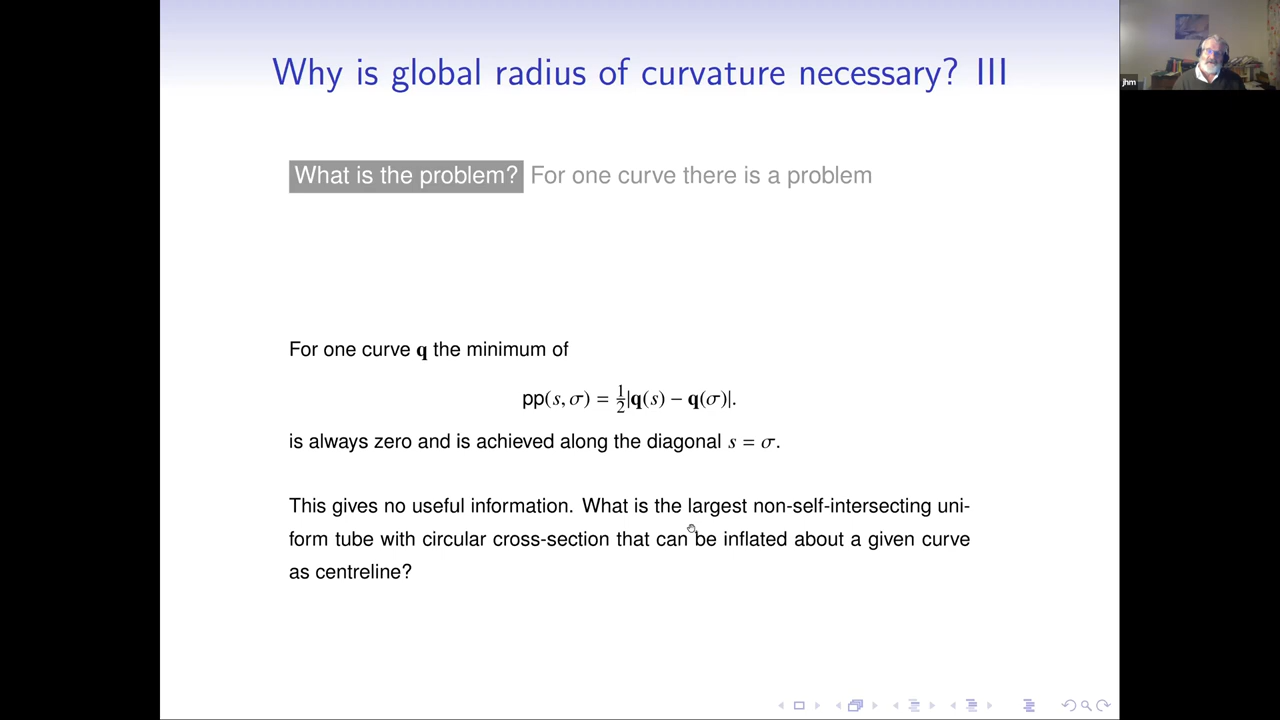 Why is global radius of curvature necessary? III
jhm
What is the problem? For one curve there is a problem
For one curve q the minimum of
pp(s, σ) = ½|q(s) − q(σ)|.
is always zero and is achieved along the diagonal s = σ.
This gives no useful information. What is the largest non-self-intersecting uni-
form tube with circular cross-section that can be inflated about a given curve
as centreline?